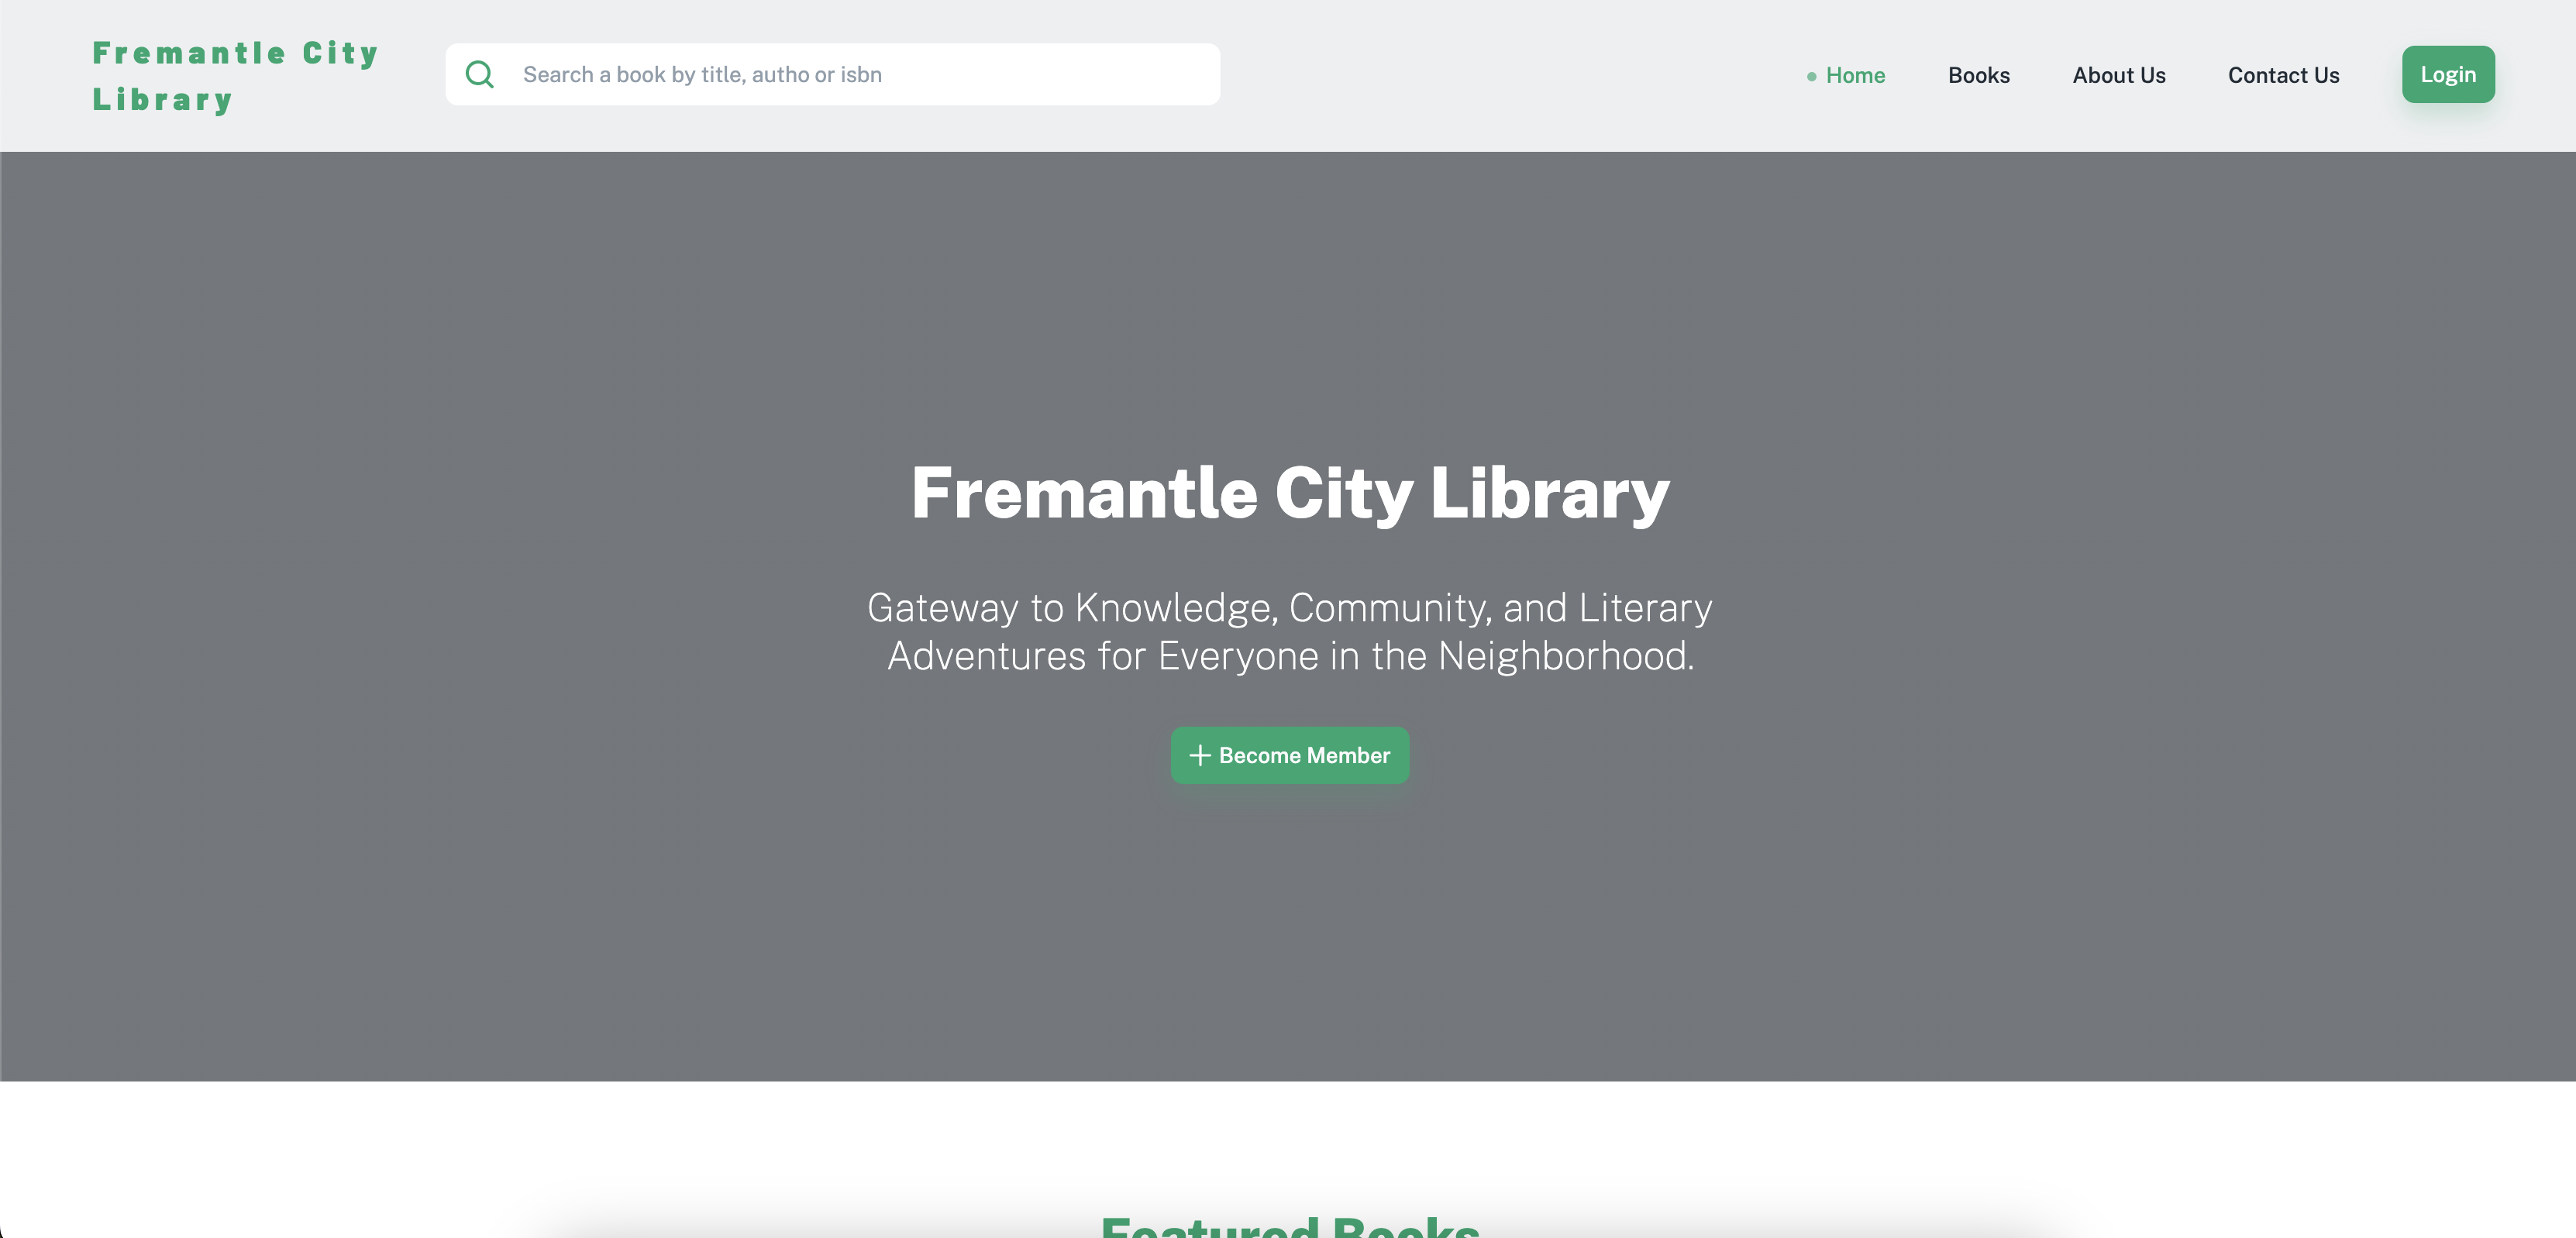 Fremantle City
Library
Search a book by title, autho or isbn
Home
Books
About Us
Contact Us
Login
Fremantle City Library
Gateway to Knowledge, Community, and Literary
Adventures for Everyone in the Neighborhood.
Become Member
Featured Books